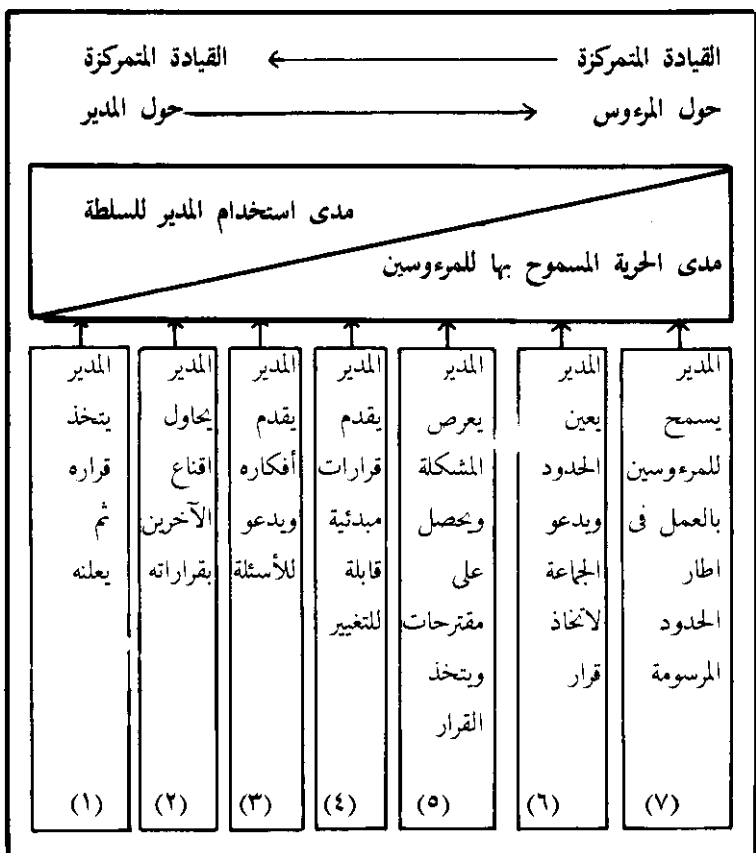 القيادة المتمركزة القيادة المتمركزة
حول المرءوس حول المدير
مدى استخدام المدير للسلطة
مدى الحرية المسموح بها للمرءوسين
المدير
يسمح
للمرءوسين
بالعمل فى
اطار
الحدود
المرسومة
(٧)
المدير
يعين
الحدود
ويدعو
الجماعة
لاتخاذ
قرار
(٦)
المدير
يعرض
المشكلة
ويحصل
على
مقترحات
ويتخذ
القرار
(٥)
المدير
يقدم
قرارات
مبدئية
قابلة
للتغيير
(٤)
المدير
يقدم
أفكاره
ويدعو
للأسئلة
(٣)
المدير
يحاول
اقناع
الآخرين
بقراراته
(٢)
المدير
يتخذ
قراره
ثم
يعلنه
(١)